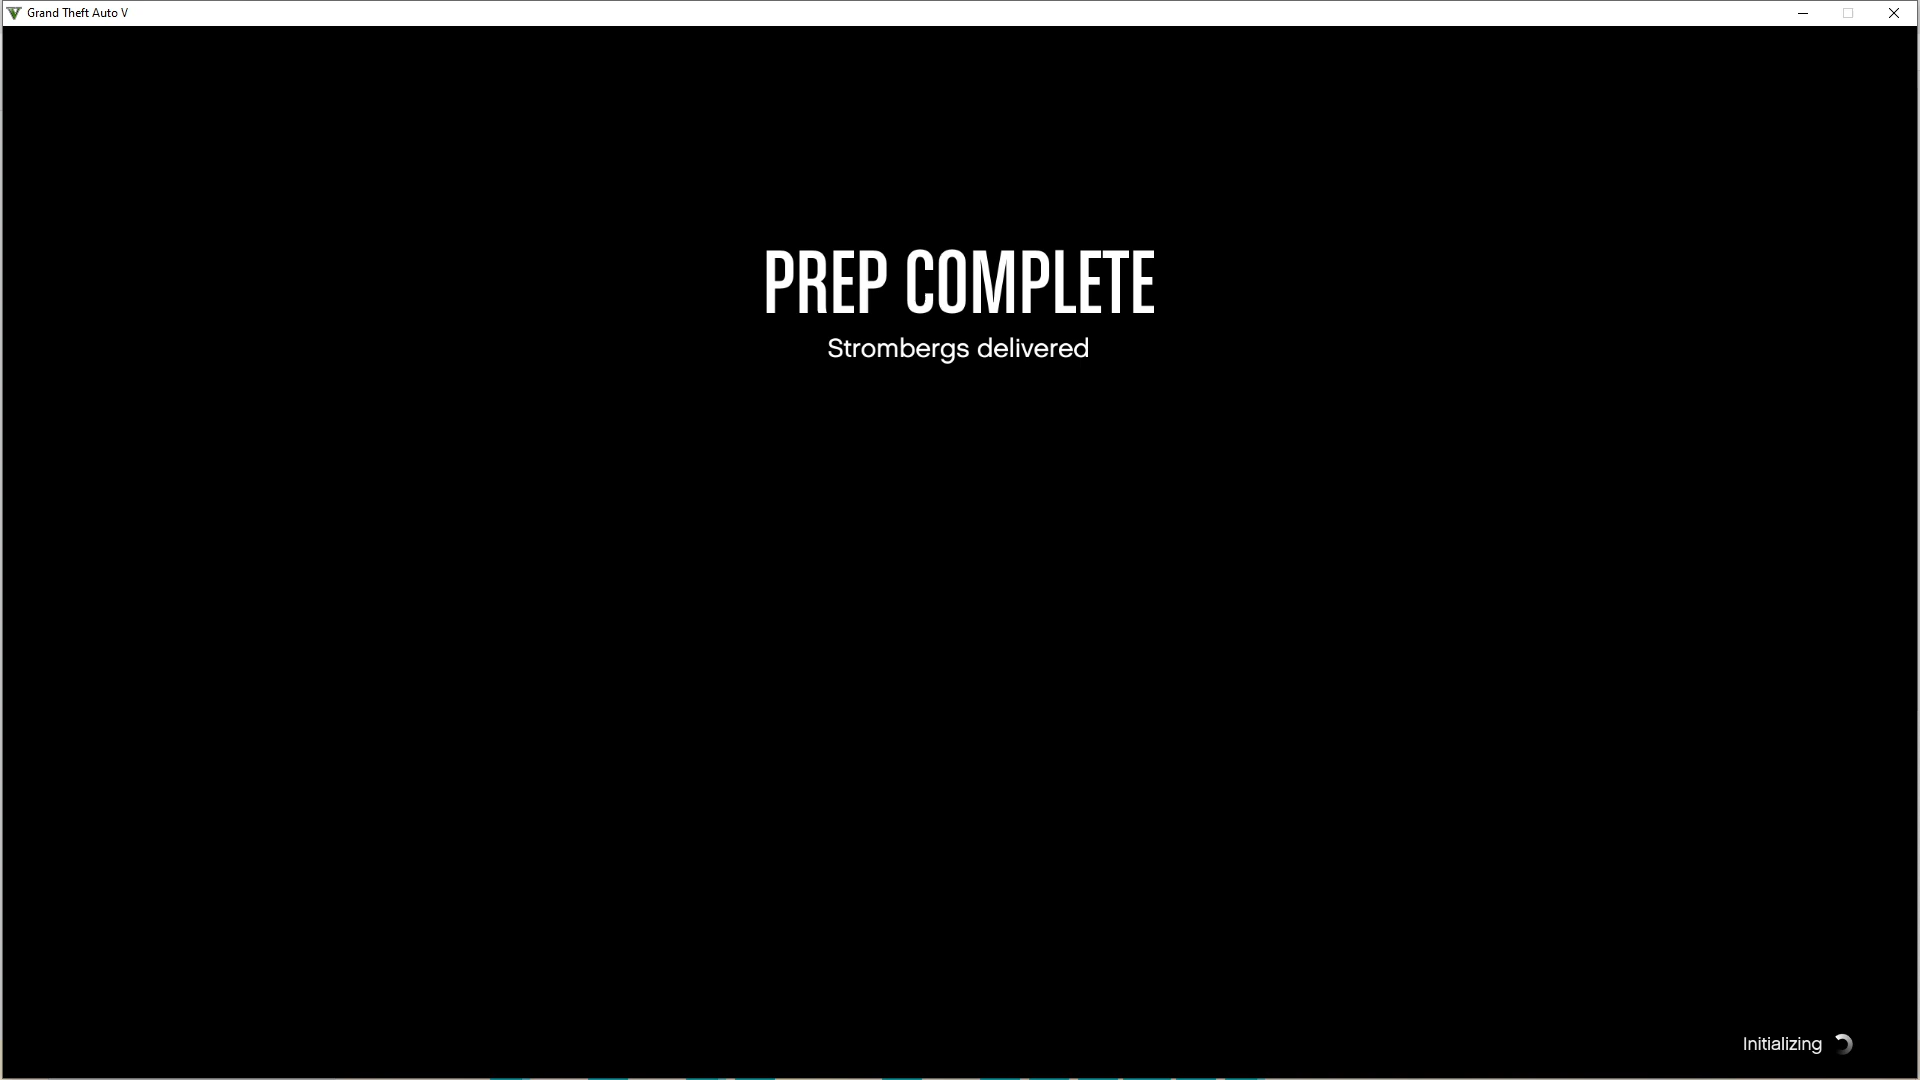 Grand Theft Auto V
PREP COMPLETE
Strombergs delivered
Initializing